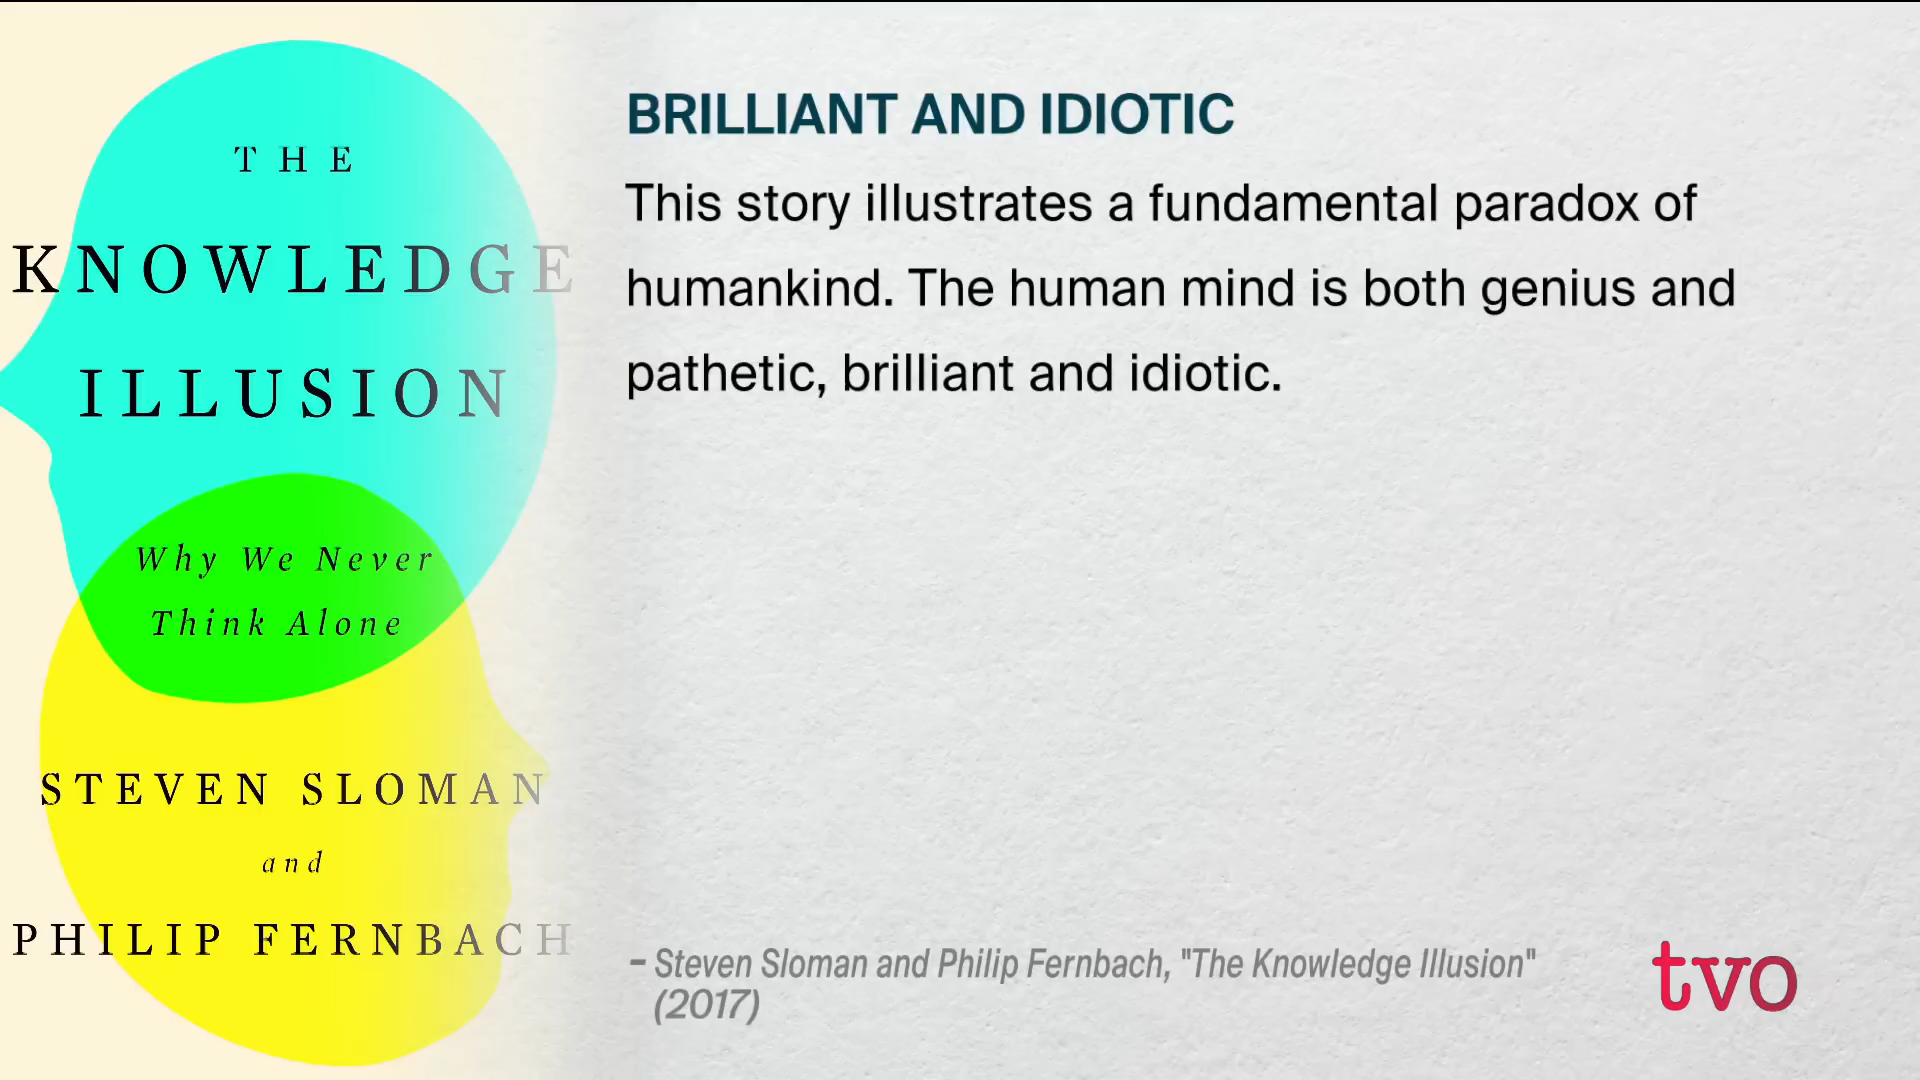 THE
KNOWLEDGE
ILLUSION
Why We Never
Think Alone
STEVEN SLOMAN
and
PHILIP FERNBACH
BRILLIANT AND IDIOTIC
This story illustrates a fundamental paradox of
humankind. The human mind is both genius and
pathetic, brilliant and idiotic.
– Steven Sloman and Philip Fernbach, "The Knowledge Illusion"
(2017)
tvo